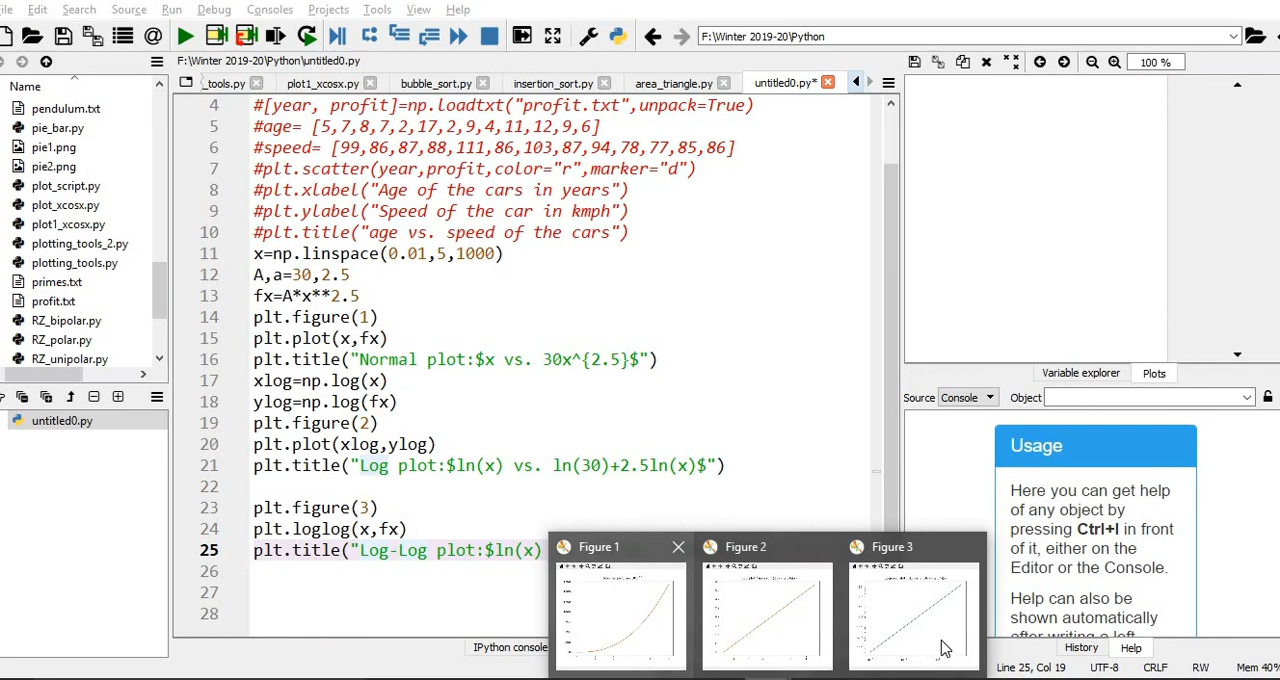 ile Edit Search Source Run Debug Consoles Projects Tools View Help
F:\Winter 2019-20\Python
F:\Winter 2019-20\Python\untitled0.py
100 %
Name
_tools.py plot1_xcosx.py bubble_sort.py insertion_sort.py area_triangle.py untitled0.py*
pendulum.txt
pie_bar.py
pie1.png
pie2.png
plot_script.py
plot_xcosx.py
plot1_xcosx.py
plotting_tools_2.py
plotting_tools.py
primes.txt
profit.txt
RZ_bipolar.py
RZ_polar.py
RZ_unipolar.py
untitled0.py
4 #[year, profit]=np.loadtxt("profit.txt",unpack=True)
5 #age= [5,7,8,7,2,17,2,9,4,11,12,9,6]
6 #speed= [99,86,87,88,111,86,103,87,94,78,77,85,86]
7 #plt.scatter(year,profit,color="r",marker="d")
8 #plt.xlabel("Age of the cars in years")
9 #plt.ylabel("Speed of the car in kmph")
10 #plt.title("age vs. speed of the cars")
11 x=np.linspace(0.01,5,1000)
12 A,a=30,2.5
13 fx=A*x**2.5
14 plt.figure(1)
15 plt.plot(x,fx)
16 plt.title("Normal plot:$x vs. 30x^{2.5}$")
17 xlog=np.log(x)
18 ylog=np.log(fx)
19 plt.figure(2)
20 plt.plot(xlog,ylog)
21 plt.title("Log plot:$ln(x) vs. ln(30)+2.5ln(x)$")
22
23 plt.figure(3)
24 plt.loglog(x,fx)
25 plt.title("Log-Log plot:$ln(x)
26
27
28
Figure 1 Figure 2 Figure 3
IPython console
Variable explorer Plots
Source Console Object
Usage
Here you can get help
of any object by
pressing Ctrl+I in front
of it, either on the
Editor or the Console.
Help can also be
shown automatically
after writing a left
History Help
Line 25, Col 19 UTF-8 CRLF RW Mem 40%